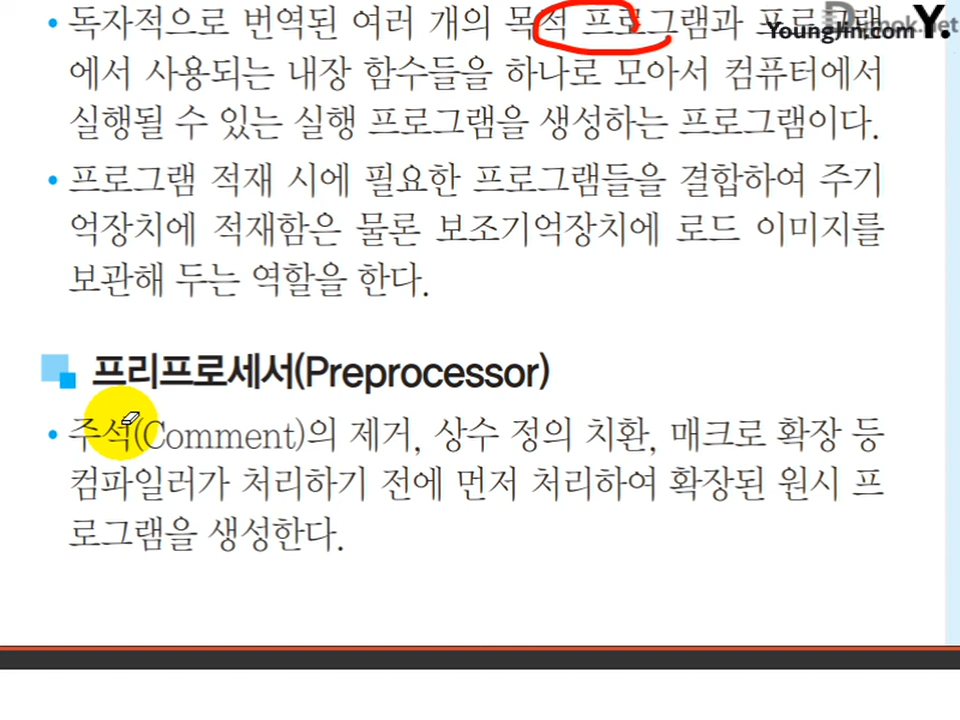 • 독자적으로 번역된 여러 개의 목적 프로그램과 프로그램
에서 사용되는 내장 함수들을 하나로 모아서 컴퓨터에서
실행될 수 있는 실행 프로그램을 생성하는 프로그램이다.
• 프로그램 적재 시에 필요한 프로그램들을 결합하여 주기
억장치에 적재함은 물론 보조기억장치에 로드 이미지를
보관해 두는 역할을 한다.
프리프로세서(Preprocessor)
• 주석(Comment)의 제거, 상수 정의 치환, 매크로 확장 등
컴파일러가 처리하기 전에 먼저 처리하여 확장된 원시 프
로그램을 생성한다.
Youngjin.com Y.